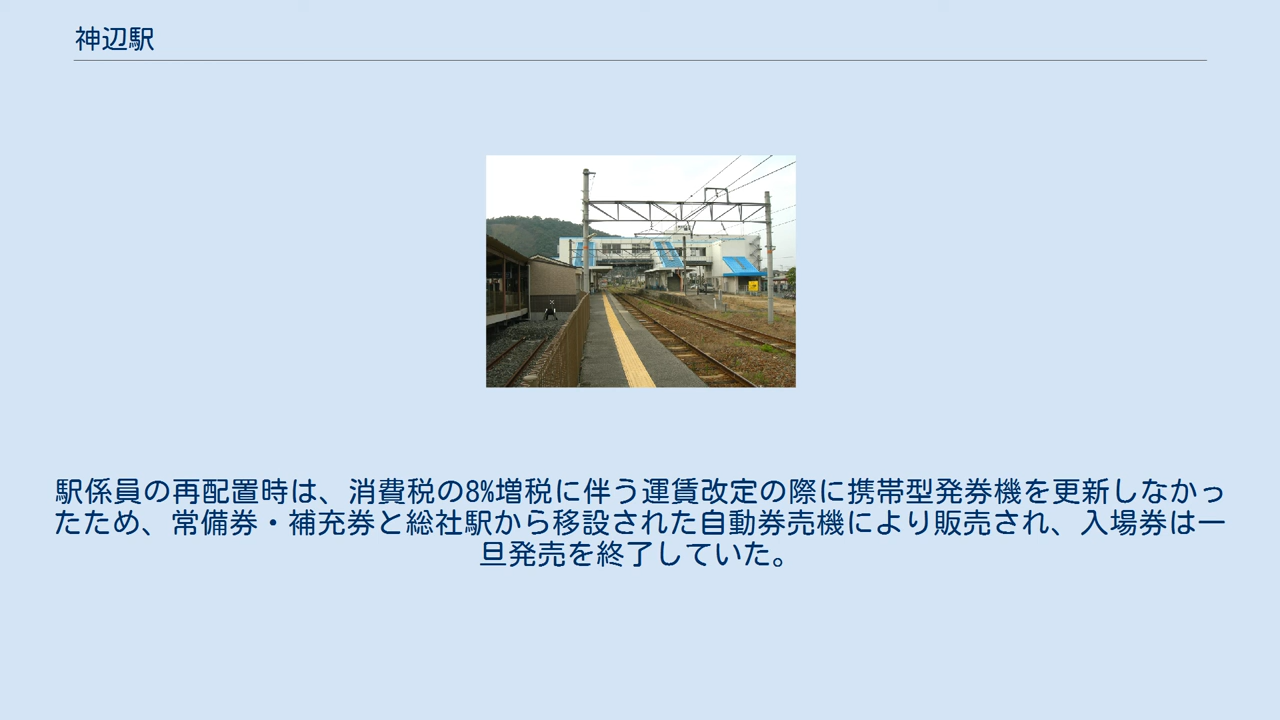 神辺駅
駅係員の再配置時は、消費税の8%増税に伴う運賃改定の際に携帯型発券機を更新しなかっ
たため、常備券・補充券と総社駅から移設された自動券売機により販売され、入場券は一
旦発売を終了していた。